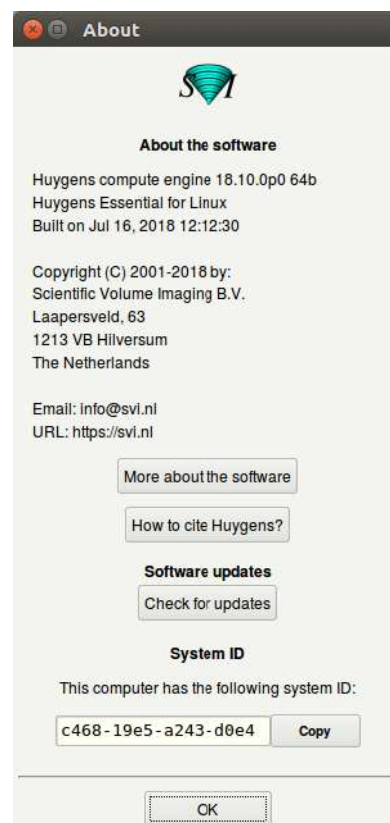 About
SVI
About the software
Huygens compute engine 18.10.0p0 64b
Huygens Essential for Linux
Built on Jul 16, 2018 12:12:30
Copyright (C) 2001-2018 by:
Scientific Volume Imaging B.V.
Laapersveld, 63
1213 VB Hilversum
The Netherlands
Email: info@svi.nl
URL: https://svi.nl
More about the software
How to cite Huygens?
Software updates
Check for updates
System ID
This computer has the following system ID:
c468-19e5-a243-d0e4 Copy
OK